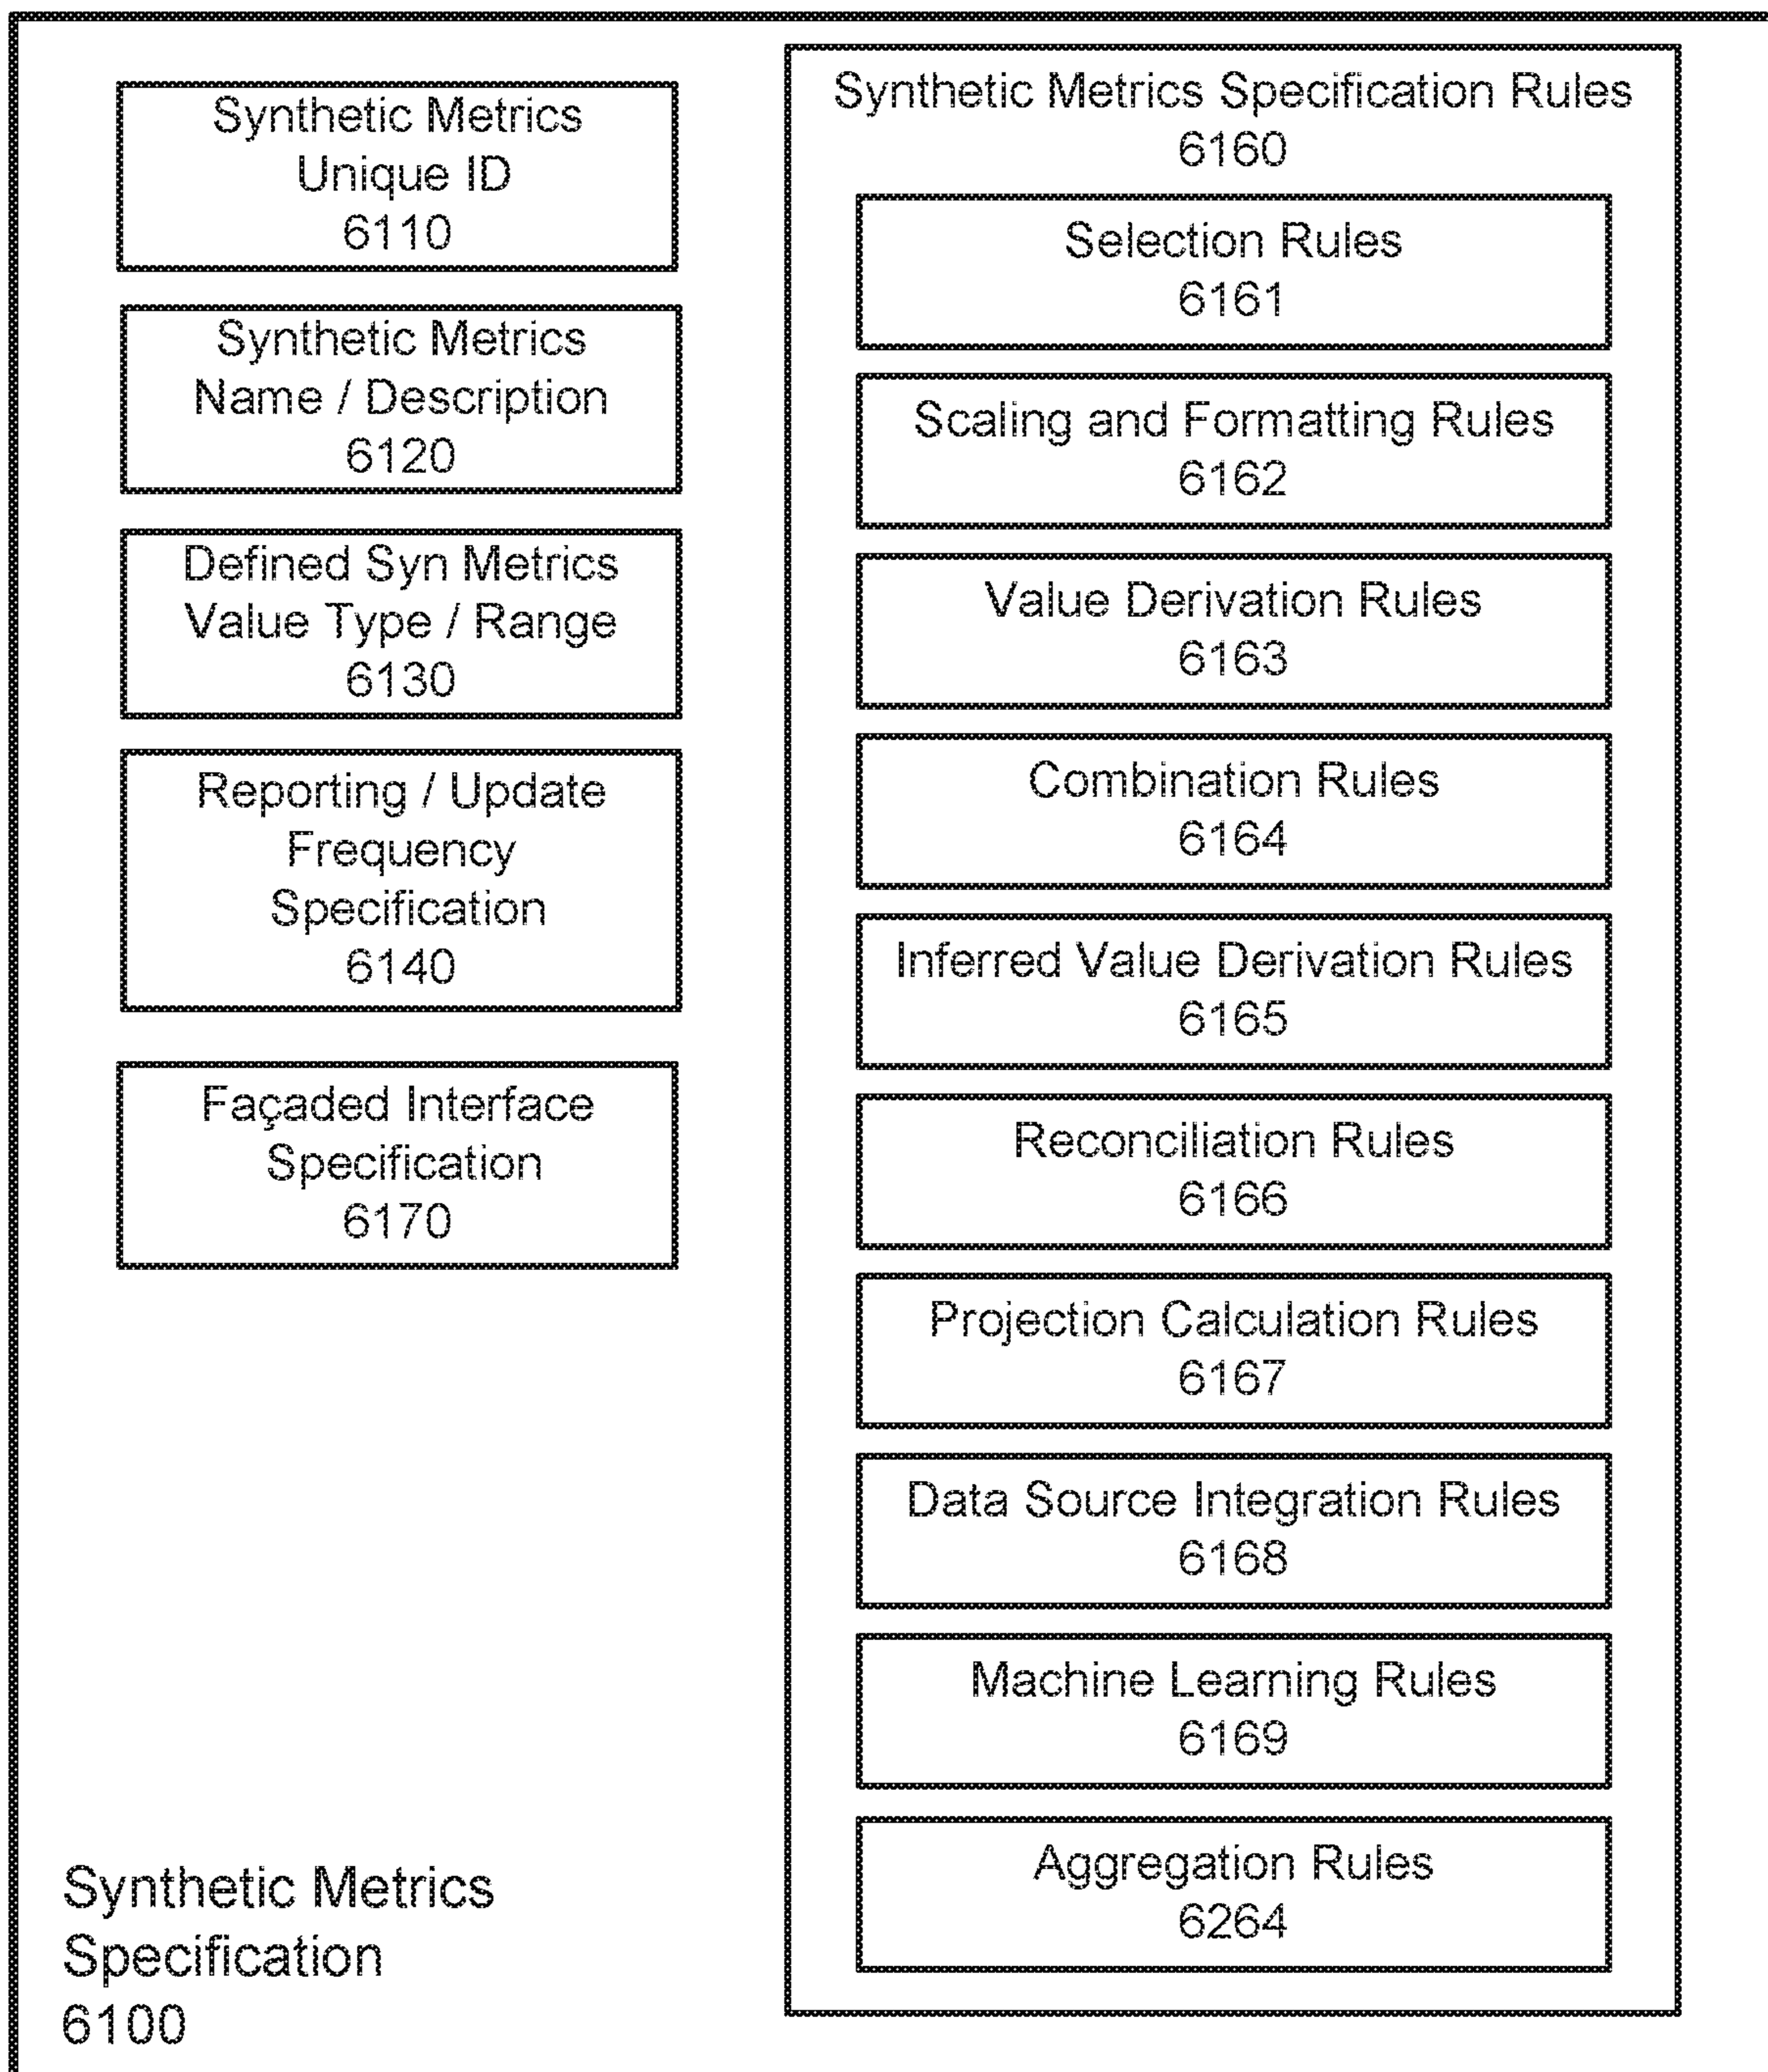 Synthetic Metrics
Unique ID
6110
Synthetic Metrics
Name / Description
6120
Defined Syn Metrics
Value Type / Range
6130
Reporting / Update
Frequency
Specification
6140
Façaded Interface
Specification
6170
Synthetic Metrics
Specification
6100
Synthetic Metrics Specification Rules
6160
Selection Rules
6161
Scaling and Formatting Rules
6162
Value Derivation Rules
6163
Combination Rules
6164
Inferred Value Derivation Rules
6165
Reconciliation Rules
6166
Projection Calculation Rules
6167
Data Source Integration Rules
6168
Machine Learning Rules
6169
Aggregation Rules
6264